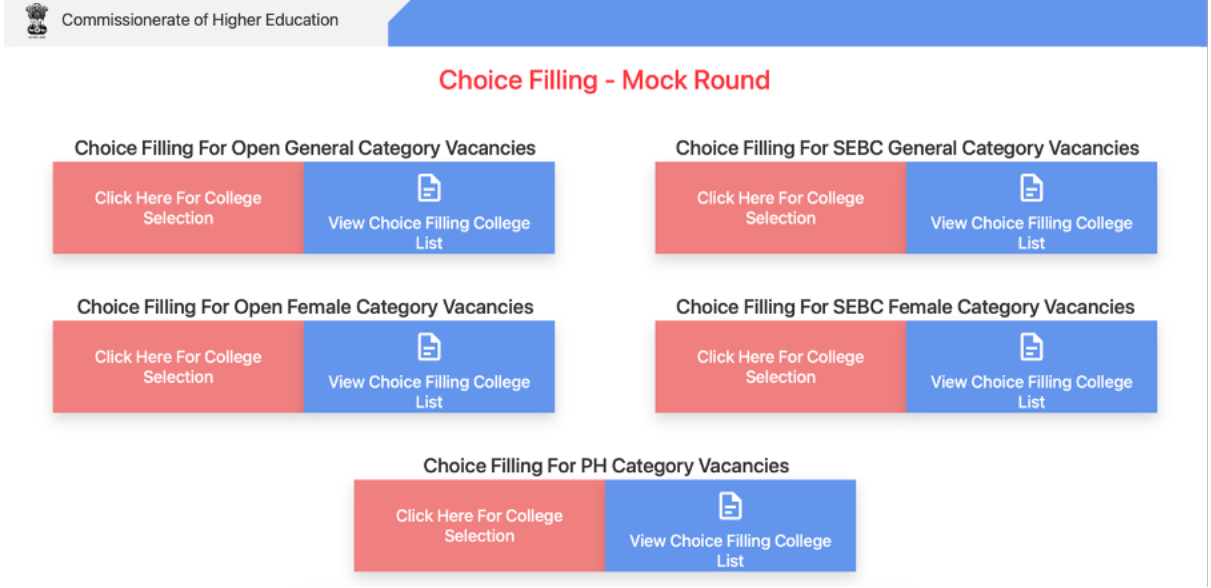 Commissionerate of Higher Education
Choice Filling - Mock Round
Choice Filling For Open General Category Vacancies
Click Here For College
Selection
View Choice Filling College
List
Choice Filling For SEBC General Category Vacancies
Click Here For College
Selection
View Choice Filling College
List
Choice Filling For Open Female Category Vacancies
Click Here For College
Selection
View Choice Filling College
List
Choice Filling For SEBC Female Category Vacancies
Click Here For College
Selection
View Choice Filling College
List
Choice Filling For PH Category Vacancies
Click Here For College
Selection
View Choice Filling College
List